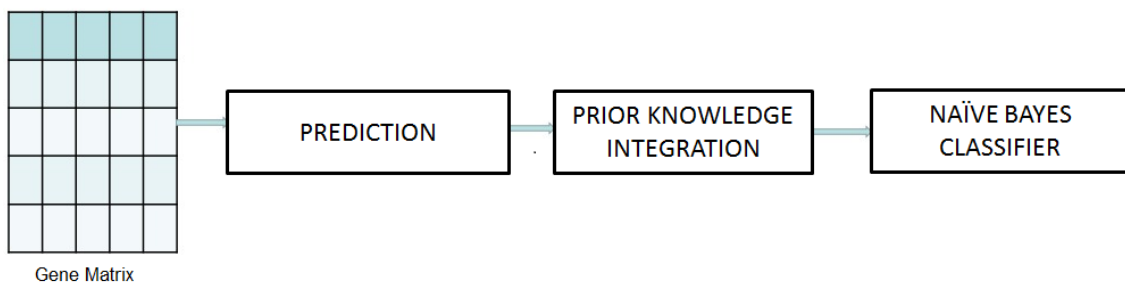 PREDICTION
PRIOR KNOWLEDGE
INTEGRATION
NAÏVE BAYES
CLASSIFIER
Gene Matrix